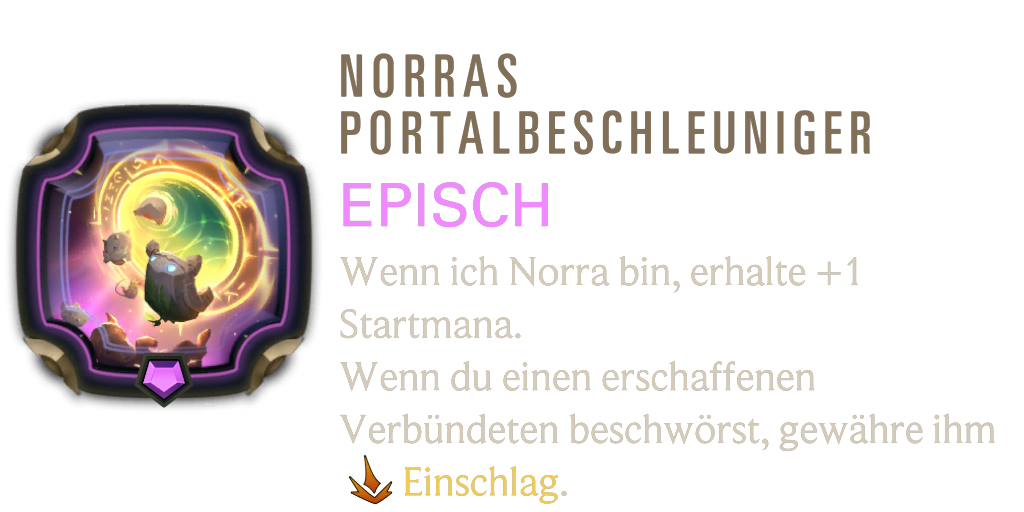 NORRAS
PORTALBESCHLEUNIGER
EPISCH
Wenn ich Norra bin, erhalte +1
Startmana.
Wenn du einen erschaffenen
Verbündeten beschwörst, gewähre ihm
Einschlag.